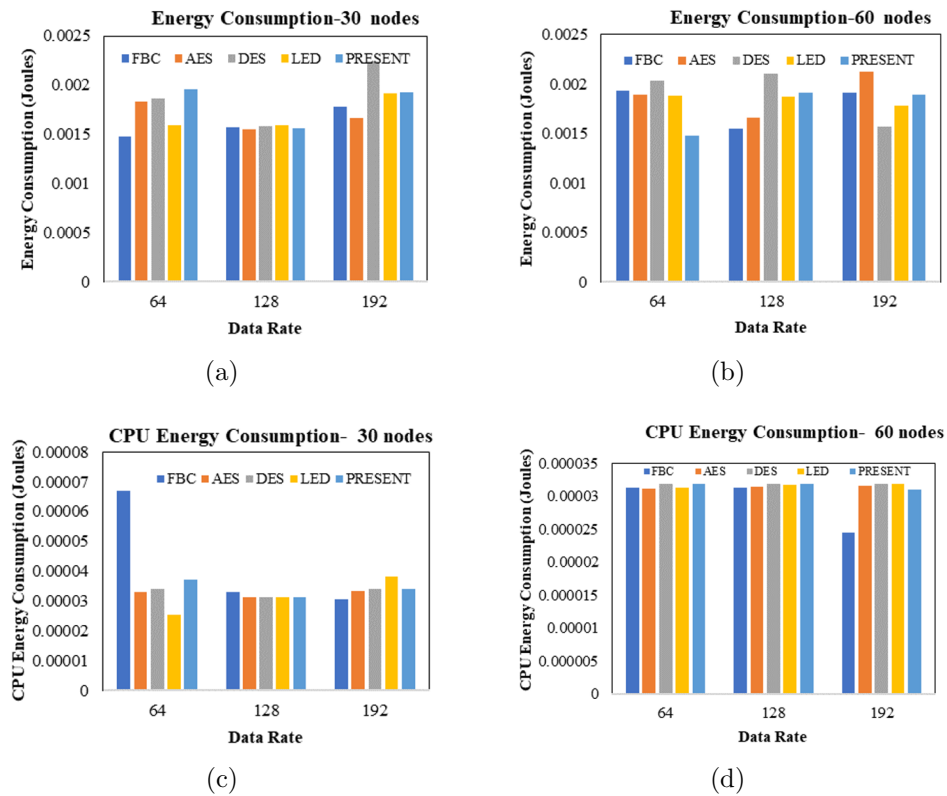 Energy Consumption-30 nodes
Energy Consumption (Joules)
0.0025
0.002
0.0015
0.001
0.0005
0
FBC AES DES LED PRESENT
64 128 192
Data Rate
(a)
Energy Consumption-60 nodes
Energy Consumption (Joules)
0.0025
0.002
0.0015
0.001
0.0005
0
FBC AES DES LED PRESENT
64 128 192
Data Rate
(b)
CPU Energy Consumption- 30 nodes
CPU Energy Consumption (Joules)
0.00008
0.00007
0.00006
0.00005
0.00004
0.00003
0.00002
0.00001
0
FBC AES DES LED PRESENT
64 128 192
Data Rate
(c)
CPU Energy Consumption- 60 nodes
CPU Energy Consumption (Joules)
0.000035
0.00003
0.000025
0.00002
0.000015
0.00001
0.000005
0
FBC AES DES LED PRESENT
64 128 192
Data Rate
(d)